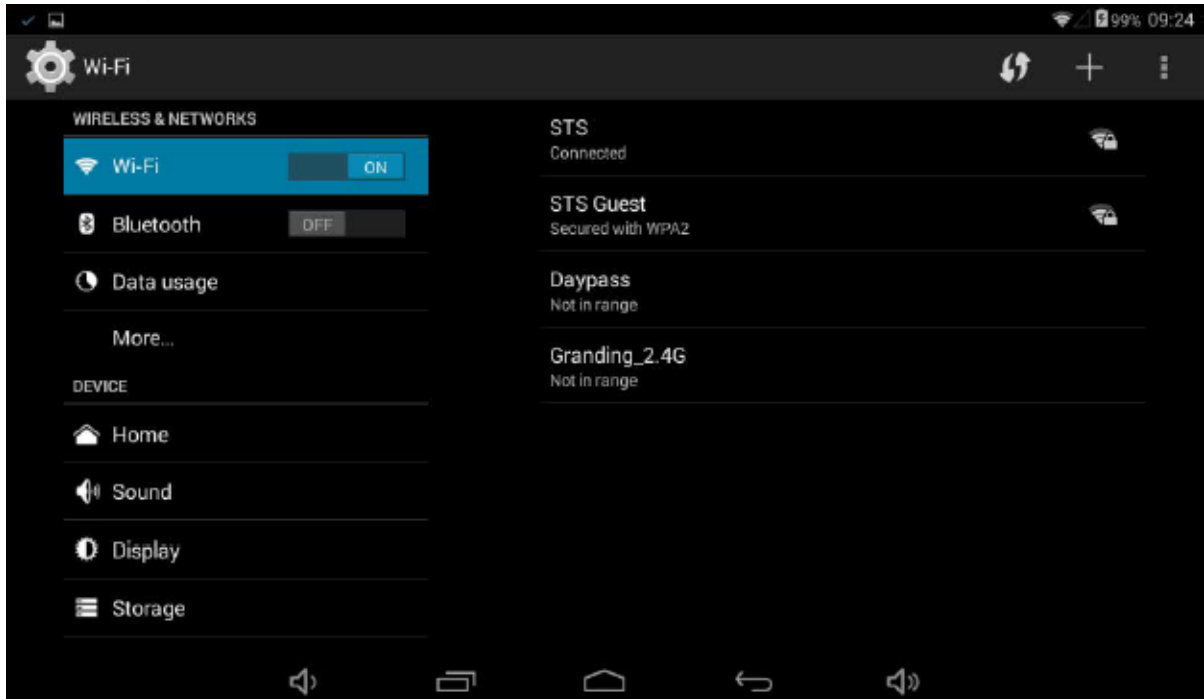 99% 09:24
Wi-Fi
WIRELESS & NETWORKS
Wi-Fi ON
Bluetooth OFF
Data usage
More...
DEVICE
Home
Sound
Display
Storage
STS
Connected
STS Guest
Secured with WPA2
Daypass
Not in range
Granding_2.4G
Not in range